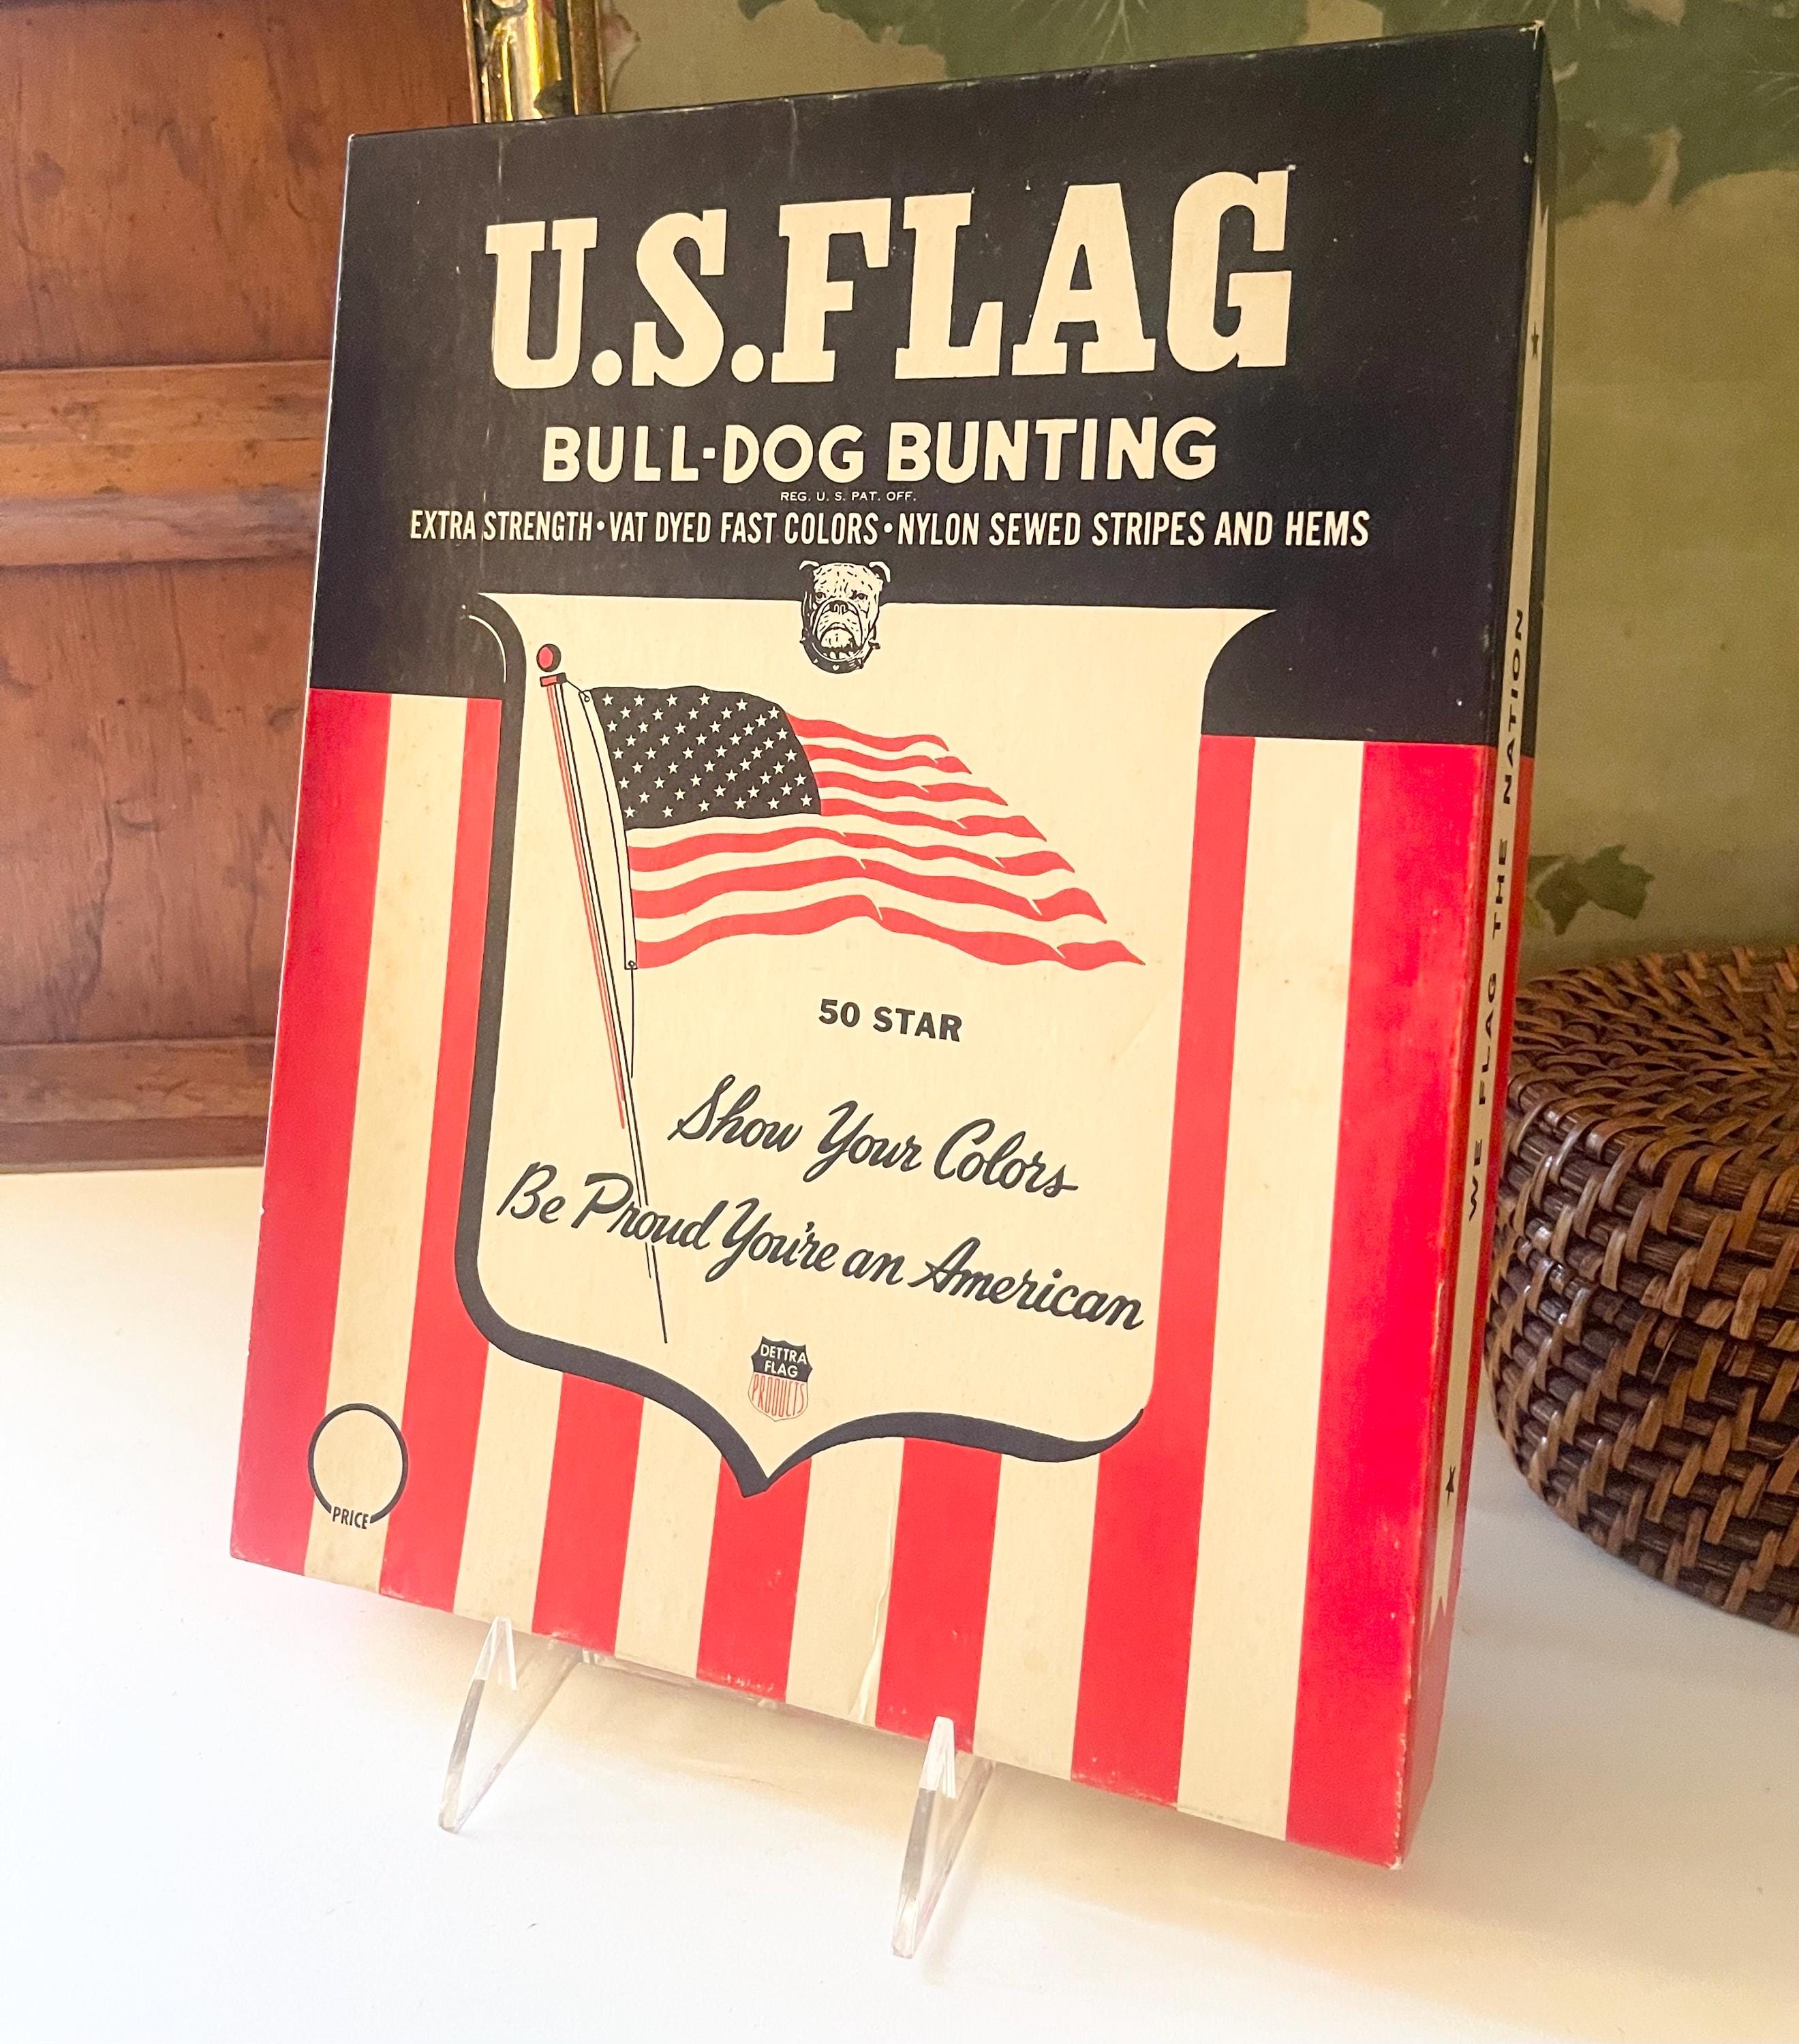 U.S.FLAG
BULL-DOG BUNTING
REG. U. S. PAT. OFF.
EXTRA STRENGTH • VAT DYED FAST COLORS • NYLON SEWED STRIPES AND HEMS
50 STAR
Show Your Colors
Be Proud You're an American
DETTRA
FLAG
PRODUCTS
PRICE
WE FLAG THE NATION